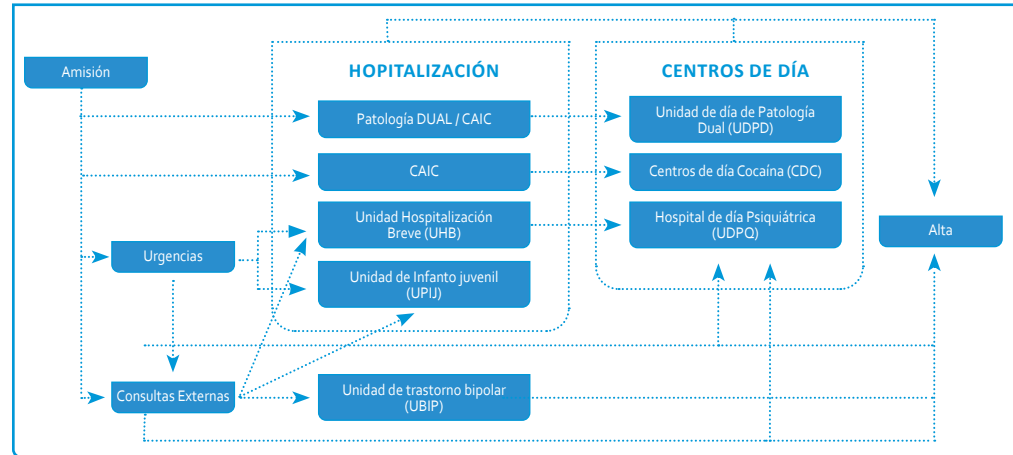 HOPITALIZACIÓN
CENTROS DE DÍA
Amisión
Patología DUAL / CAIC
Unidad de día de Patología
Dual (UDPD)
CAIC
Centros de día Cocaína (CDC)
Unidad Hospitalización
Breve (UHB)
Hospital de día Psiquiátrica
(UDPQ)
Alta
Urgencias
Unidad de Infanto juvenil
(UPIJ)
Consultas Externas
Unidad de trastorno bipolar
(UBIP)